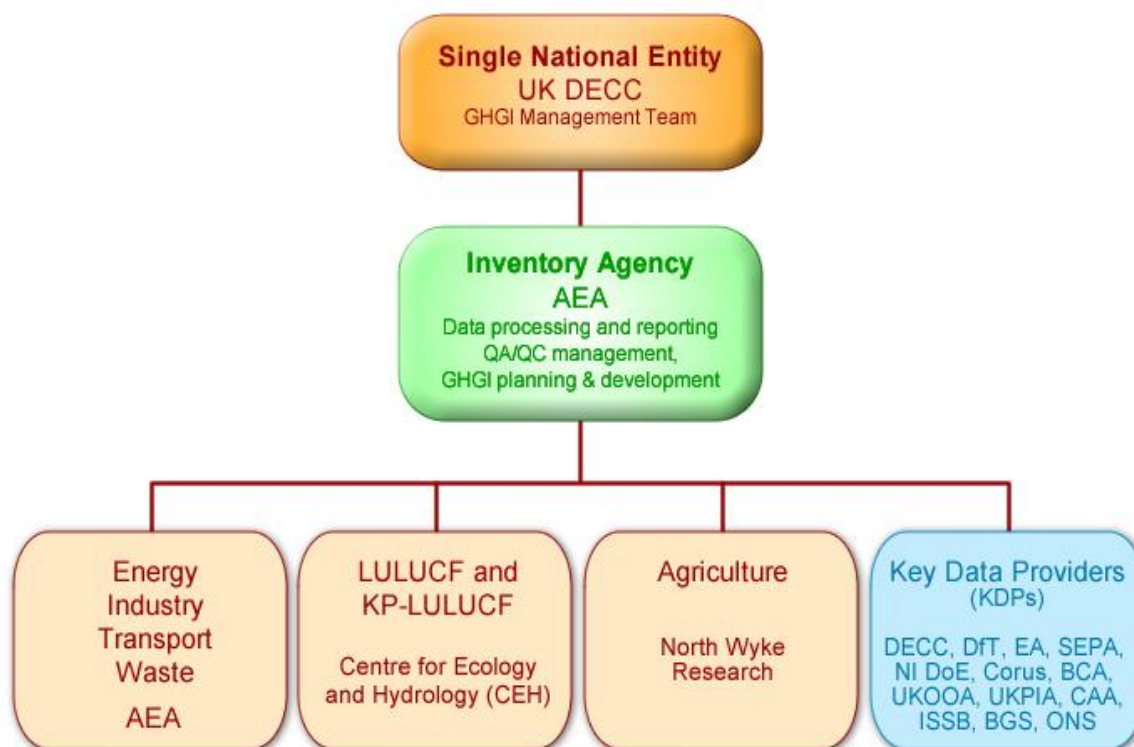 Single National Entity
UK DECC
GHGI Management Team
Inventory Agency
AEA
Data processing and reporting
QA/QC management,
GHGI planning & development
Energy
Industry
Transport
Waste
AEA
LULUCF and
KP-LULUCF
Centre for Ecology
and Hydrology (CEH)
Agriculture
North Wyke
Research
Key Data Providers
(KDPs)
DECC, DfT, EA, SEPA,
NI DoE, Corus, BCA,
UKOOA, UKPIA, CAA,
ISSB, BGS, ONS